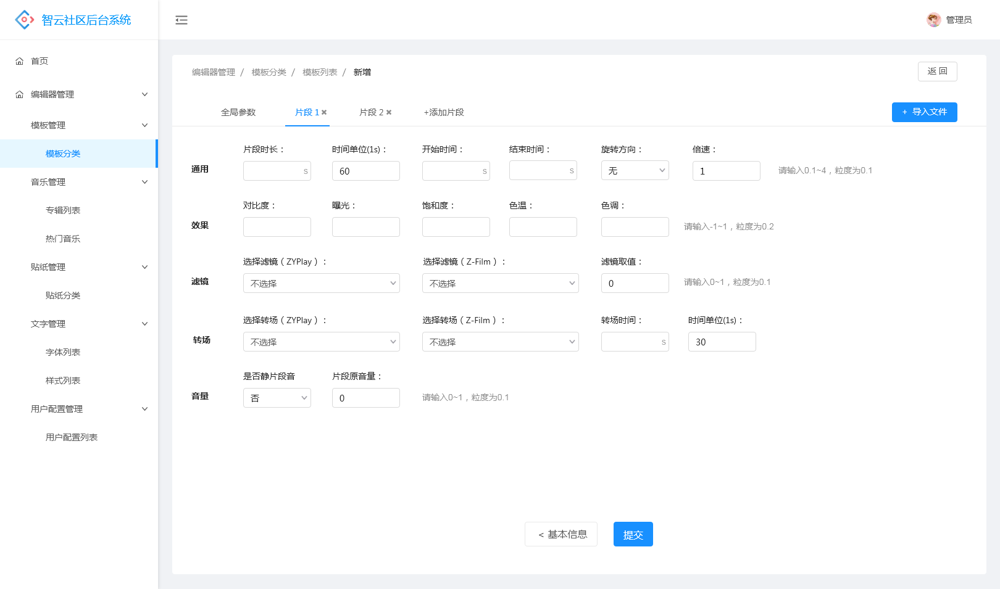 智云社区后台系统
管理员
首页
编辑器管理
模板管理
模板分类
音乐管理
专辑列表
热门音乐
贴纸管理
贴纸分类
文字管理
字体列表
样式列表
用户配置管理
用户配置列表
编辑器管理 / 模板分类 / 模板列表 / 新增
返 回
全局参数 片段 1 ✖ 片段 2 ✖ +添加片段
+ 导入文件
通用
片段时长： 时间单位(1s)： 开始时间： 结束时间： 旋转方向： 倍速：
s 60 s s 无 1 请输入0.1~4，粒度为0.1
效果
对比度： 曝光： 饱和度： 色温： 色调：
请输入-1~1，粒度为0.2
滤镜
选择滤镜（ZYPlay）： 选择滤镜（Z-Film）： 滤镜取值：
不选择 不选择 0 请输入0~1，粒度为0.1
转场
选择转场（ZYPlay）： 选择转场（Z-Film）： 转场时间： 时间单位(1s)：
不选择 不选择 s 30
音量
是否静片段音 片段原音量：
否 0 请输入0~1，粒度为0.1
< 基本信息 提交